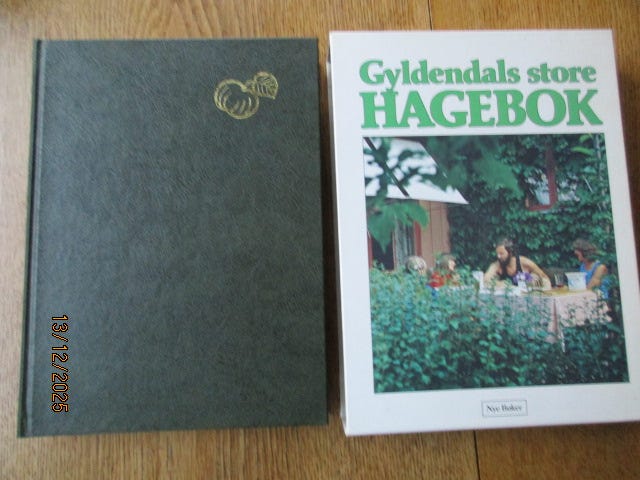 Gyldendals store
HAGEBOK
Nye Bøker
13/12/2025